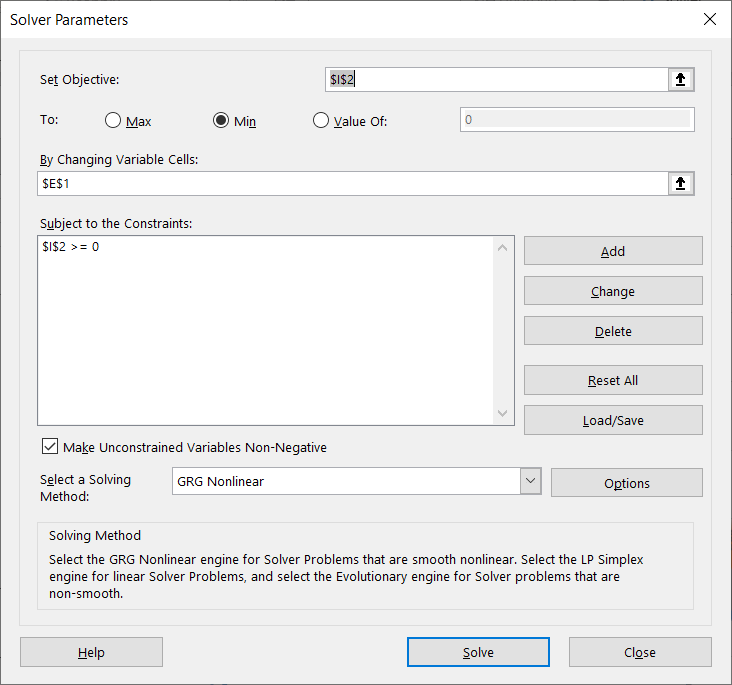 Solver Parameters
Set Objective:
$I$2
To:
Max
Min
Value Of:
0
By Changing Variable Cells:
$E$1
Subject to the Constraints:
$I$2 >= 0
Add
Change
Delete
Reset All
Load/Save
Make Unconstrained Variables Non-Negative
Select a Solving
Method:
GRG Nonlinear
Options
Solving Method
Select the GRG Nonlinear engine for Solver Problems that are smooth nonlinear. Select the LP Simplex
engine for linear Solver Problems, and select the Evolutionary engine for Solver problems that are
non-smooth.
Help
Solve
Close